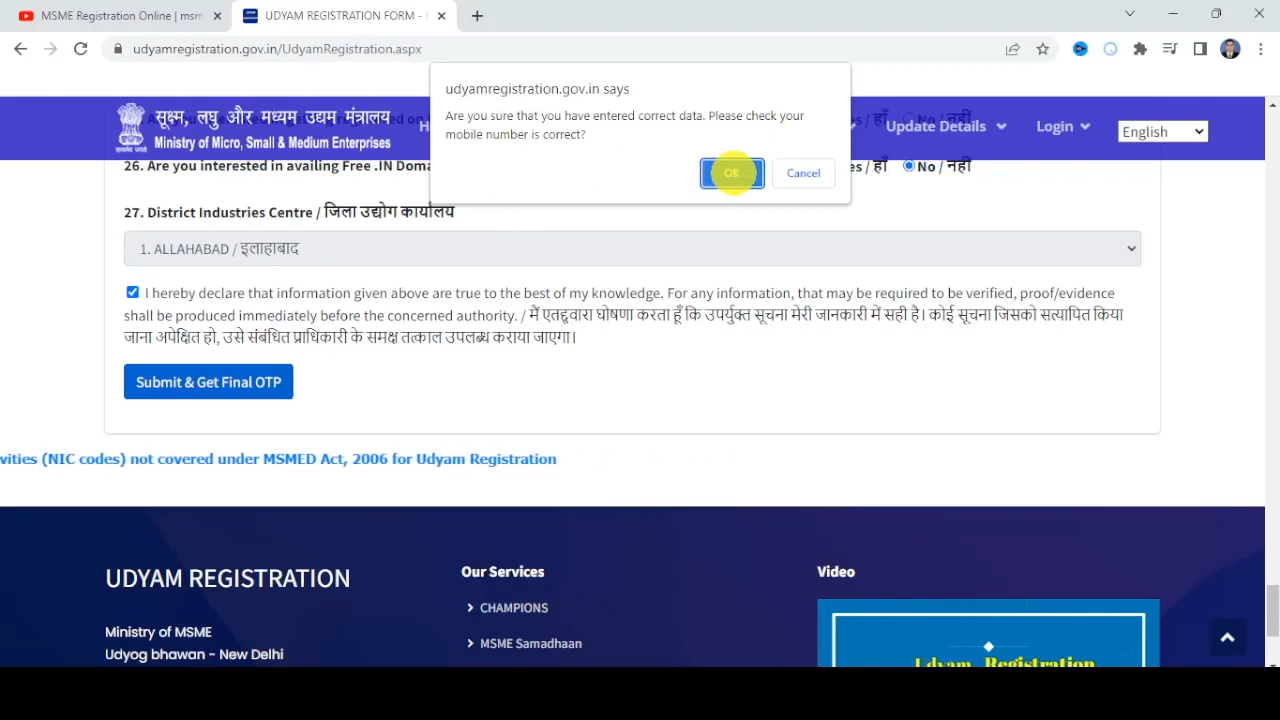 MSME Registration Online | msm
UDYAM REGISTRATION FORM -
udyamregistration.gov.in/UdyamRegistration.aspx
udyamregistration.gov.in says
Are you sure that you have entered correct data. Please check your
mobile number is correct?
OK
Cancel
सूक्ष्म, लघु और मध्यम उद्यम मंत्रालय
Ministry of Micro, Small & Medium Enterprises
H
Update Details
Login
English
26. Are you interested in availing Free .IN Doma
es / हाँ
No / नहीं
27. District Industries Centre / जिला उद्योग कार्यालय
1. ALLAHABAD / इलाहाबाद
I hereby declare that information given above are true to the best of my knowledge. For any information, that may be required to be verified, proof/evidence
shall be produced immediately before the concerned authority. / मैं एतद्द्वारा घोषणा करता हूँ कि उपर्युक्त सूचना मेरी जानकारी में सही है। कोई सूचना जिसको सत्यापित किया
जाना अपेक्षित हो, उसे संबंधित प्राधिकारी के समक्ष तत्काल उपलब्ध कराया जाएगा।
Submit & Get Final OTP
vities (NIC codes) not covered under MSMED Act, 2006 for Udyam Registration
UDYAM REGISTRATION
Our Services
Video
CHAMPIONS
Ministry of MSME
MSME Samadhaan
Udyog bhawan - New Delhi
Udyam Registration